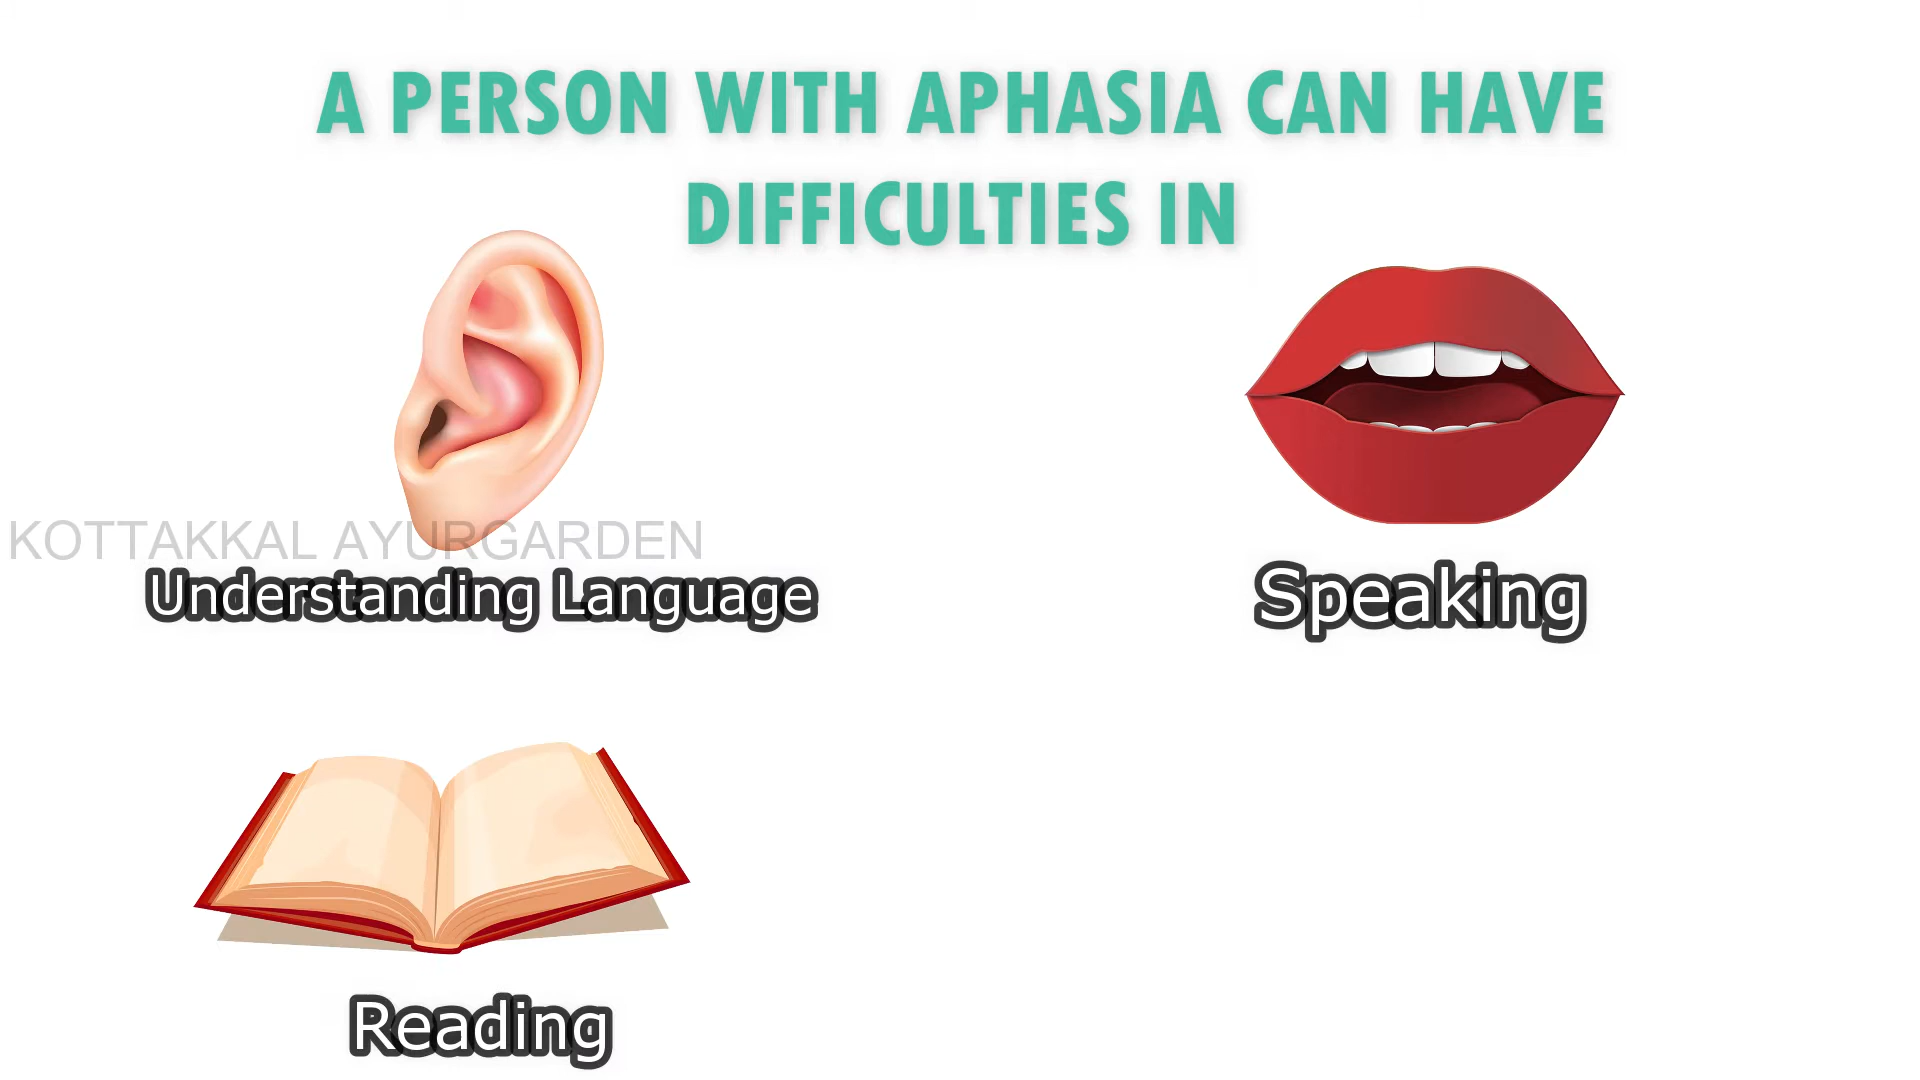 A PERSON WITH APHASIA CAN HAVE
DIFFICULTIES IN
KOTTAKKAL AYURGARDEN
Understanding Language
Speaking
Reading